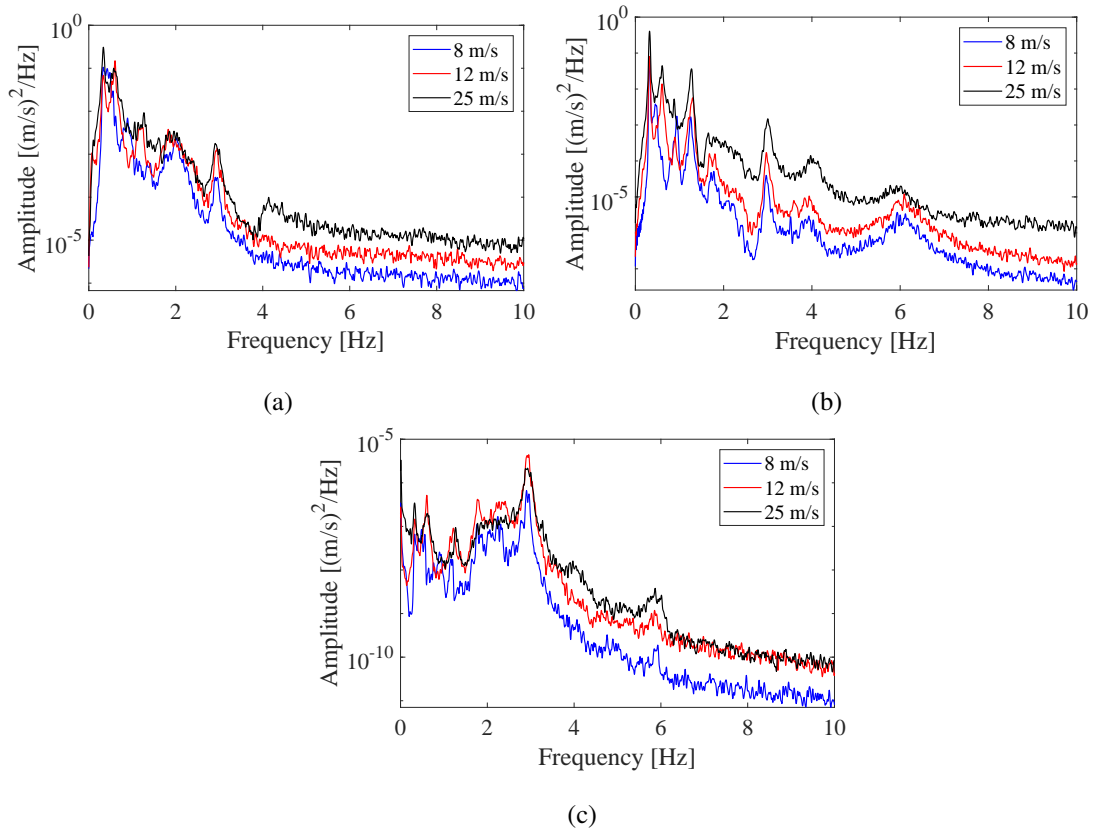 10^0
10^-5
Amplitude [(m/s)^2/Hz]
8 m/s
12 m/s
25 m/s
0 2 4 6 8 10
Frequency [Hz]
(a)
10^0
10^-5
Amplitude [(m/s)^2/Hz]
8 m/s
12 m/s
25 m/s
0 2 4 6 8 10
Frequency [Hz]
(b)
10^-5
10^-10
Amplitude [(m/s)^2/Hz]
8 m/s
12 m/s
25 m/s
0 2 4 6 8 10
Frequency [Hz]
(c)